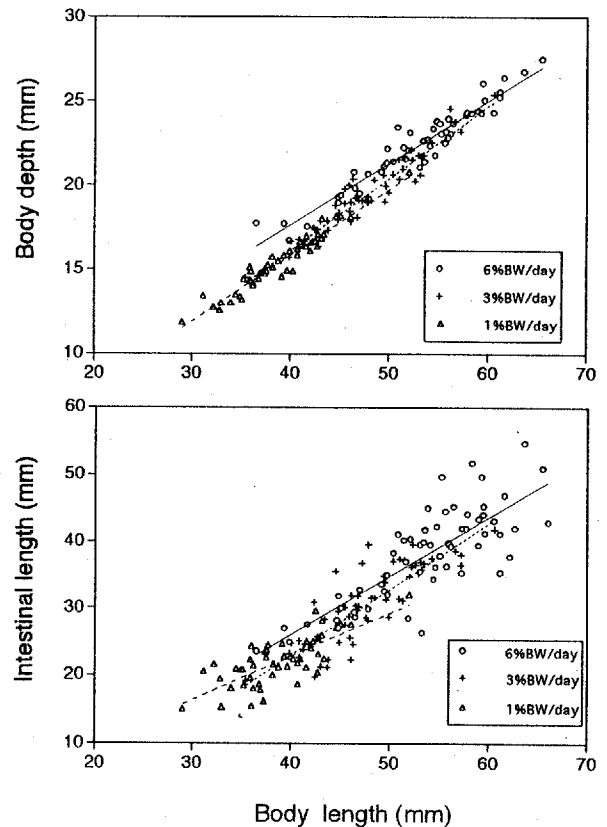 30
25
20
15
10
Body depth (mm)
6%BW/day
3%BW/day
1%BW/day
20 30 40 50 60 70
60
50
40
30
20
10
Intestinal length (mm)
6%BW/day
3%BW/day
1%BW/day
20 30 40 50 60 70
Body length (mm)